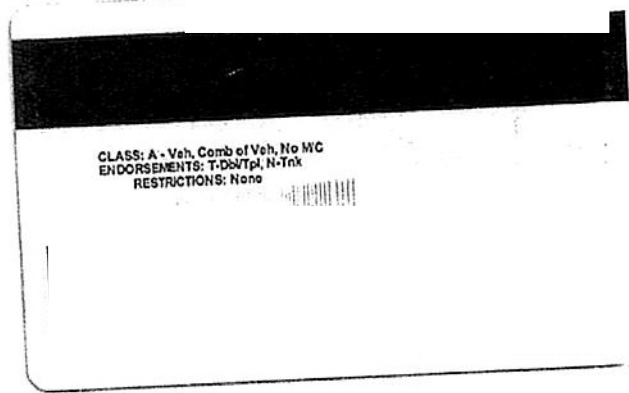 CLASS: A - Veh, Comb of Veh, No M/C
ENDORSEMENTS: T-Dbl/Tpl, N-Tnk
RESTRICTIONS: None